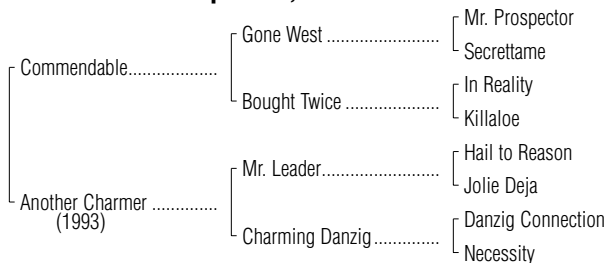 Mr. Prospector
Gone West ....................
Secrettame
Commendable..................
In Reality
Bought Twice .................
Killaloe
Hail to Reason
Mr. Leader.....................
Jolie Deja
Another Charmer .............
(1993)
Danzig Connection
Charming Danzig.............
Necessity